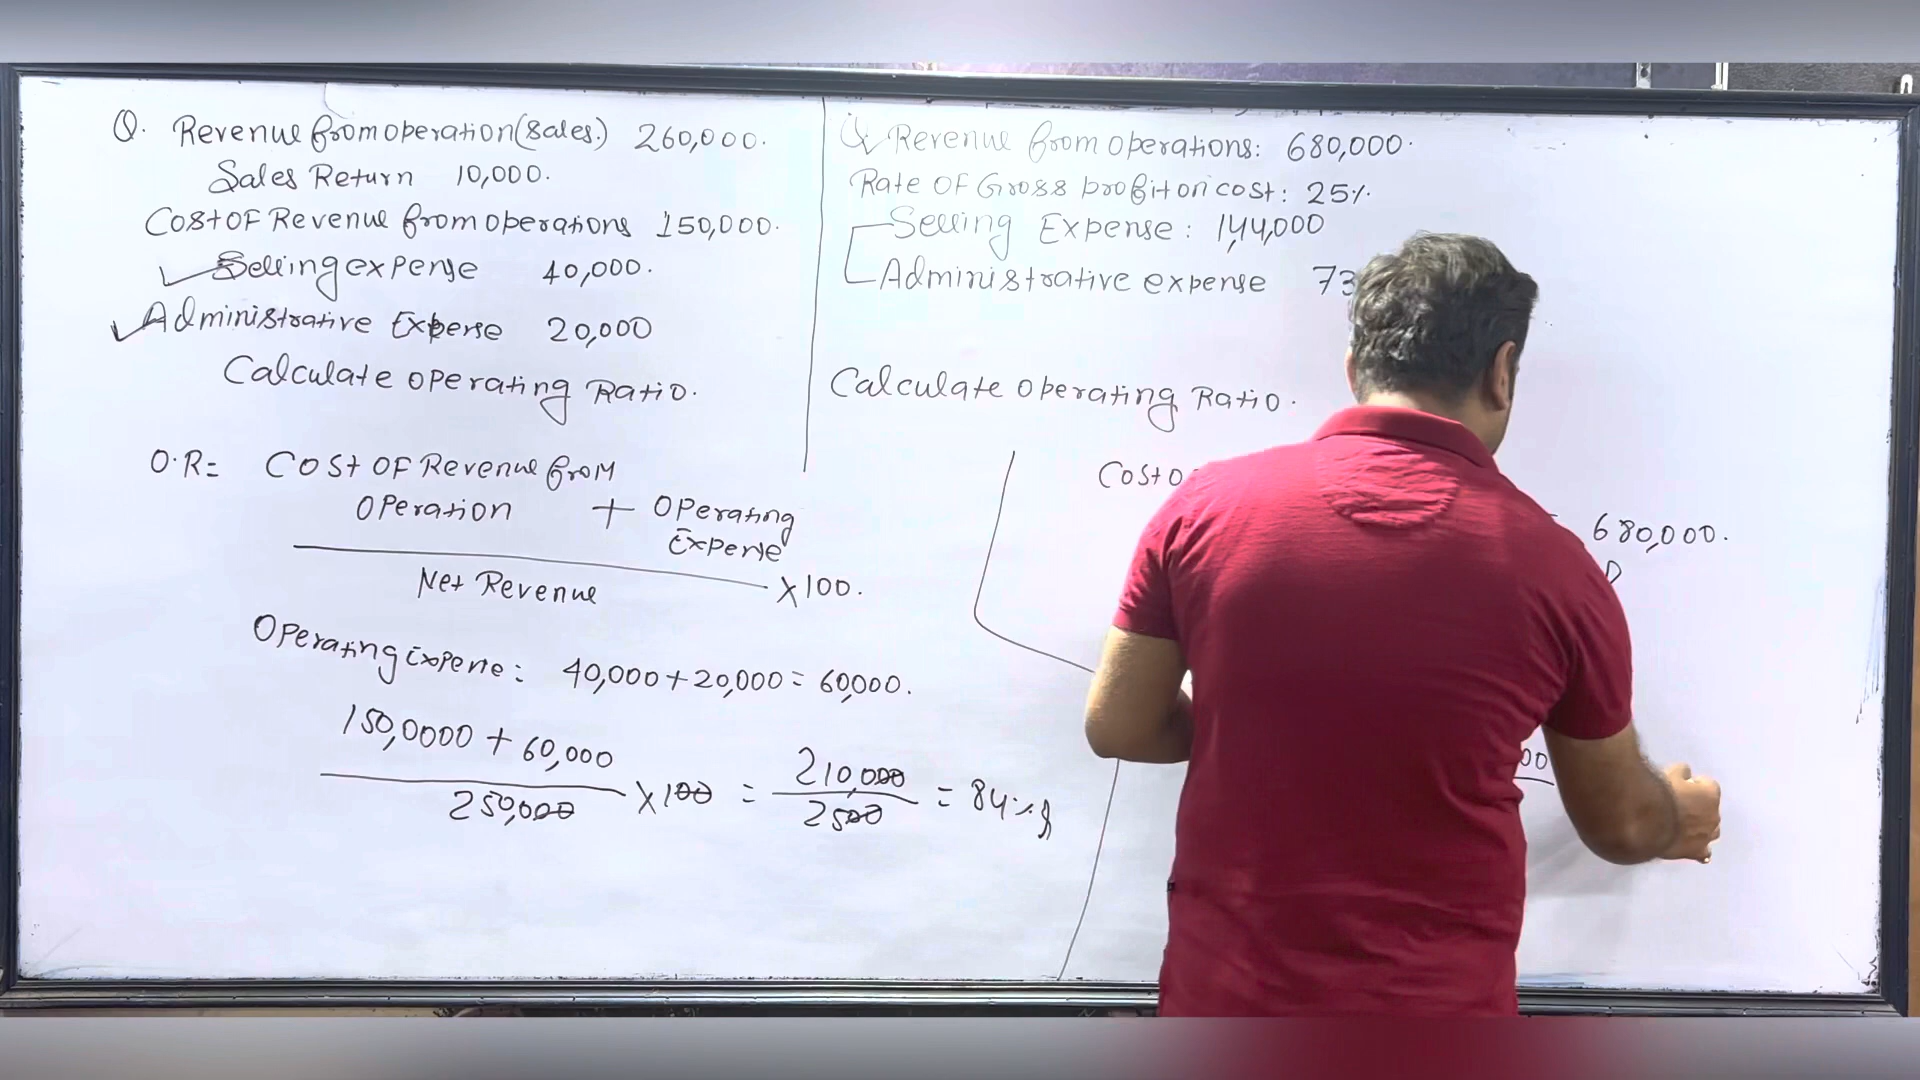 Q. Revenue from operation (sales.) 260,000.
Sales Return 10,000.
Cost OF Revenue from operations 150,000.
Selling expense 40,000.
Administrative Expense 20,000
Calculate operating Ratio.
O.R = Cost OF Revenue from
Operation + Operating
Expense
Net Revenue × 100.
Operating Expense: 40,000 + 20,000 = 60,000.
150,0000 + 60,000
250,000 × 100 = 210,000 / 2500 = 84%
Q. Revenue from operations: 680,000.
Rate OF Gross profit on cost: 25%.
Selling Expense: 1,44,000
Administrative expense 73
Calculate operating Ratio.
Cost O
680,000.
00